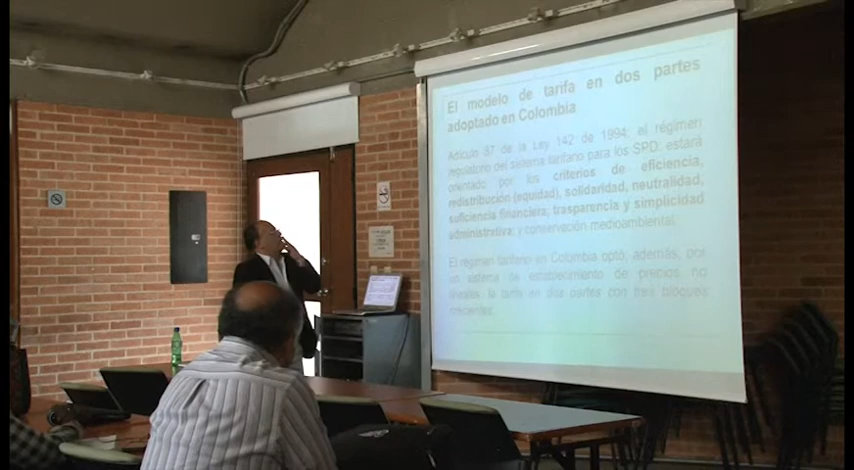 El modelo de tarifa en dos partes
adoptado en Colombia
Artículo 87 de la Ley 142 de 1994: el régimen
regulatorio del sistema tarifario para los SPD: estará
orientado por los criterios de eficiencia,
redistribución (equidad), solidaridad, neutralidad,
suficiencia financiera, trasparencia y simplicidad
administrativa, y conservación medioambiental.
El régimen tarifario en Colombia optó, además, por
un sistema de establecimiento de precios no
lineales, la tarifa en dos partes con tres bloques
crecientes.